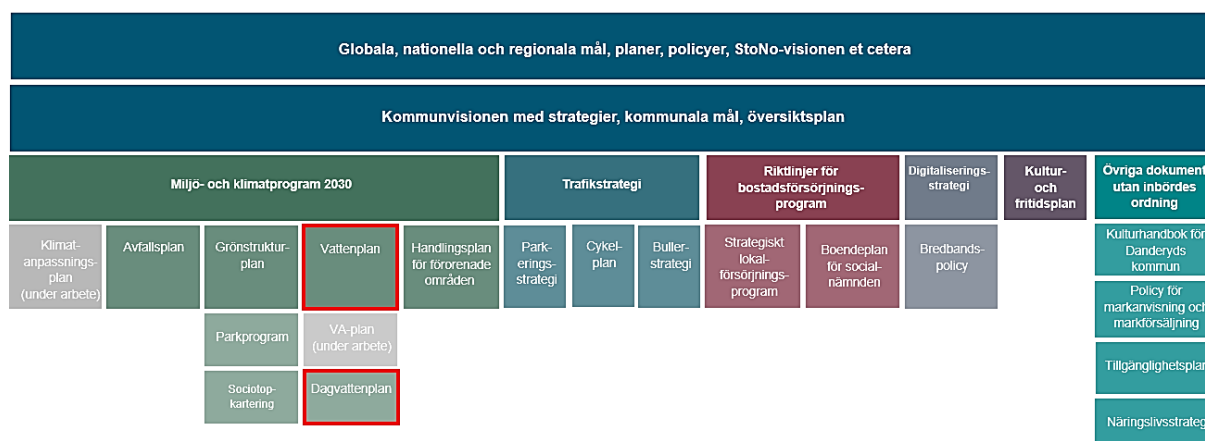 Globala, nationella och regionala mål, planer, policyer, StoNo-visionen et cetera
Kommunvisionen med strategier, kommunala mål, översiktsplan
Miljö- och klimatprogram 2030
Trafikstrategi
Riktlinjer för
bostadsförsörjnings-
program
Digitaliserings-
strategi
Kultur-
och
fritidsplan
Övriga dokument
utan inbördes
ordning
Klimat-
anpassnings-
plan
(under arbete)
Avfallsplan
Grönstruktur-
plan
Vattenplan
Handlingsplan
för förorenade
områden
Park-
erings-
strategi
Cykel-
plan
Buller-
strategi
Strategiskt
lokal-
försörjnings-
program
Boendeplan
för social-
nämnden
Bredbands-
policy
Kulturhandbok för
Danderyds
kommun
Parkprogram
VA-plan
(under arbete)
Policy för
markanvisning och
markförsäljning
Sociotop-
kartering
Dagvattenplan
Tillgänglighetsplan
Näringslivsstrategi